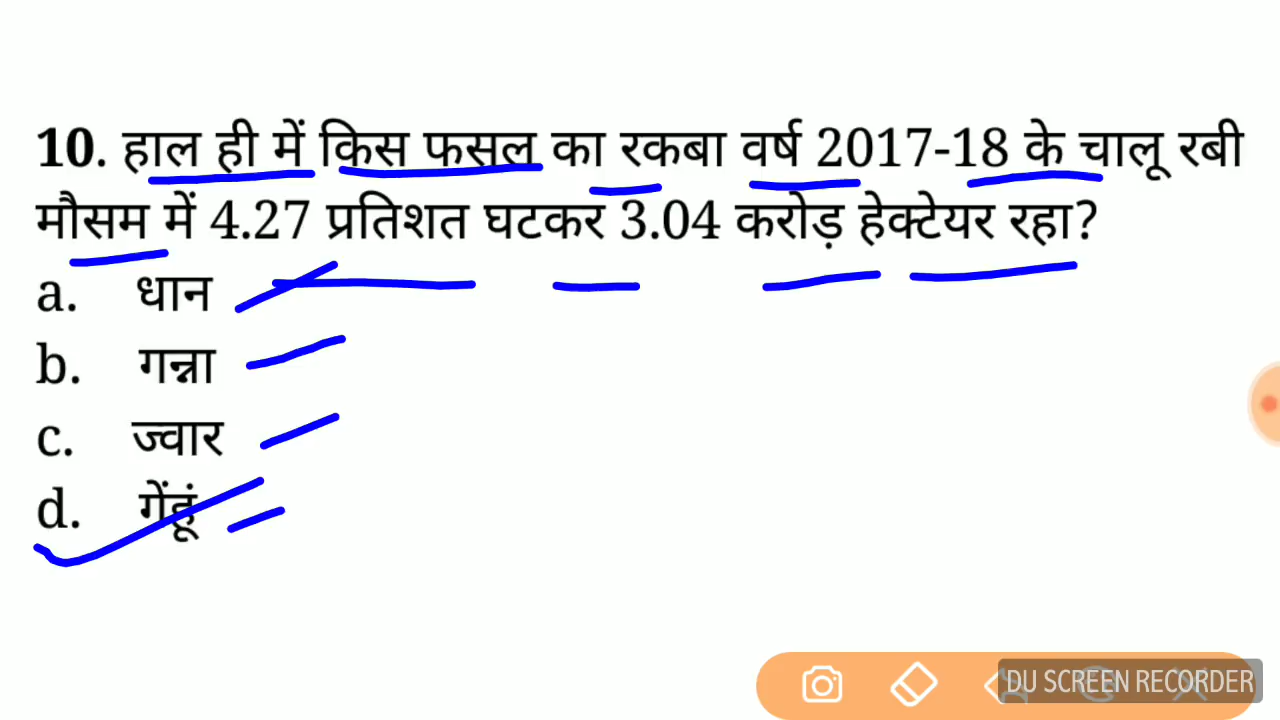 10. हाल ही में किस फसल का रकबा वर्ष 2017-18 के चालू रबी
मौसम में 4.27 प्रतिशत घटकर 3.04 करोड़ हेक्टेयर रहा?
a. धान
b. गन्ना
c. ज्वार
d. गेंहूं
DU SCREEN RECORDER